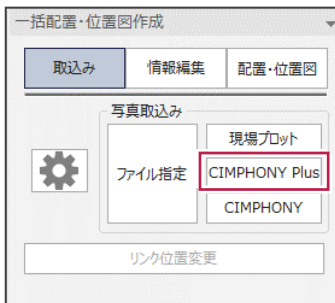 一括配置・位置図作成
取込み 情報編集 配置・位置図
写真取込み
ファイル指定
現場プロット
CIMPHONY Plus
CIMPHONY
リンク位置変更